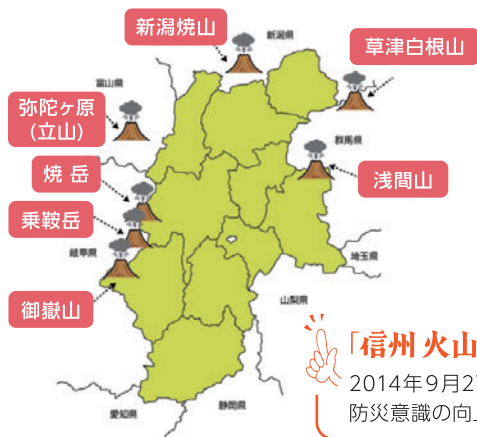 新潟焼山
新潟県
草津白根山
富山県
弥陀ヶ原
(立山)
群馬県
焼岳
浅間山
乗鞍岳
岐阜県
埼玉県
御嶽山
山梨県
「信州 火山
2014年9月2
防災意識の向
愛知県
静岡県